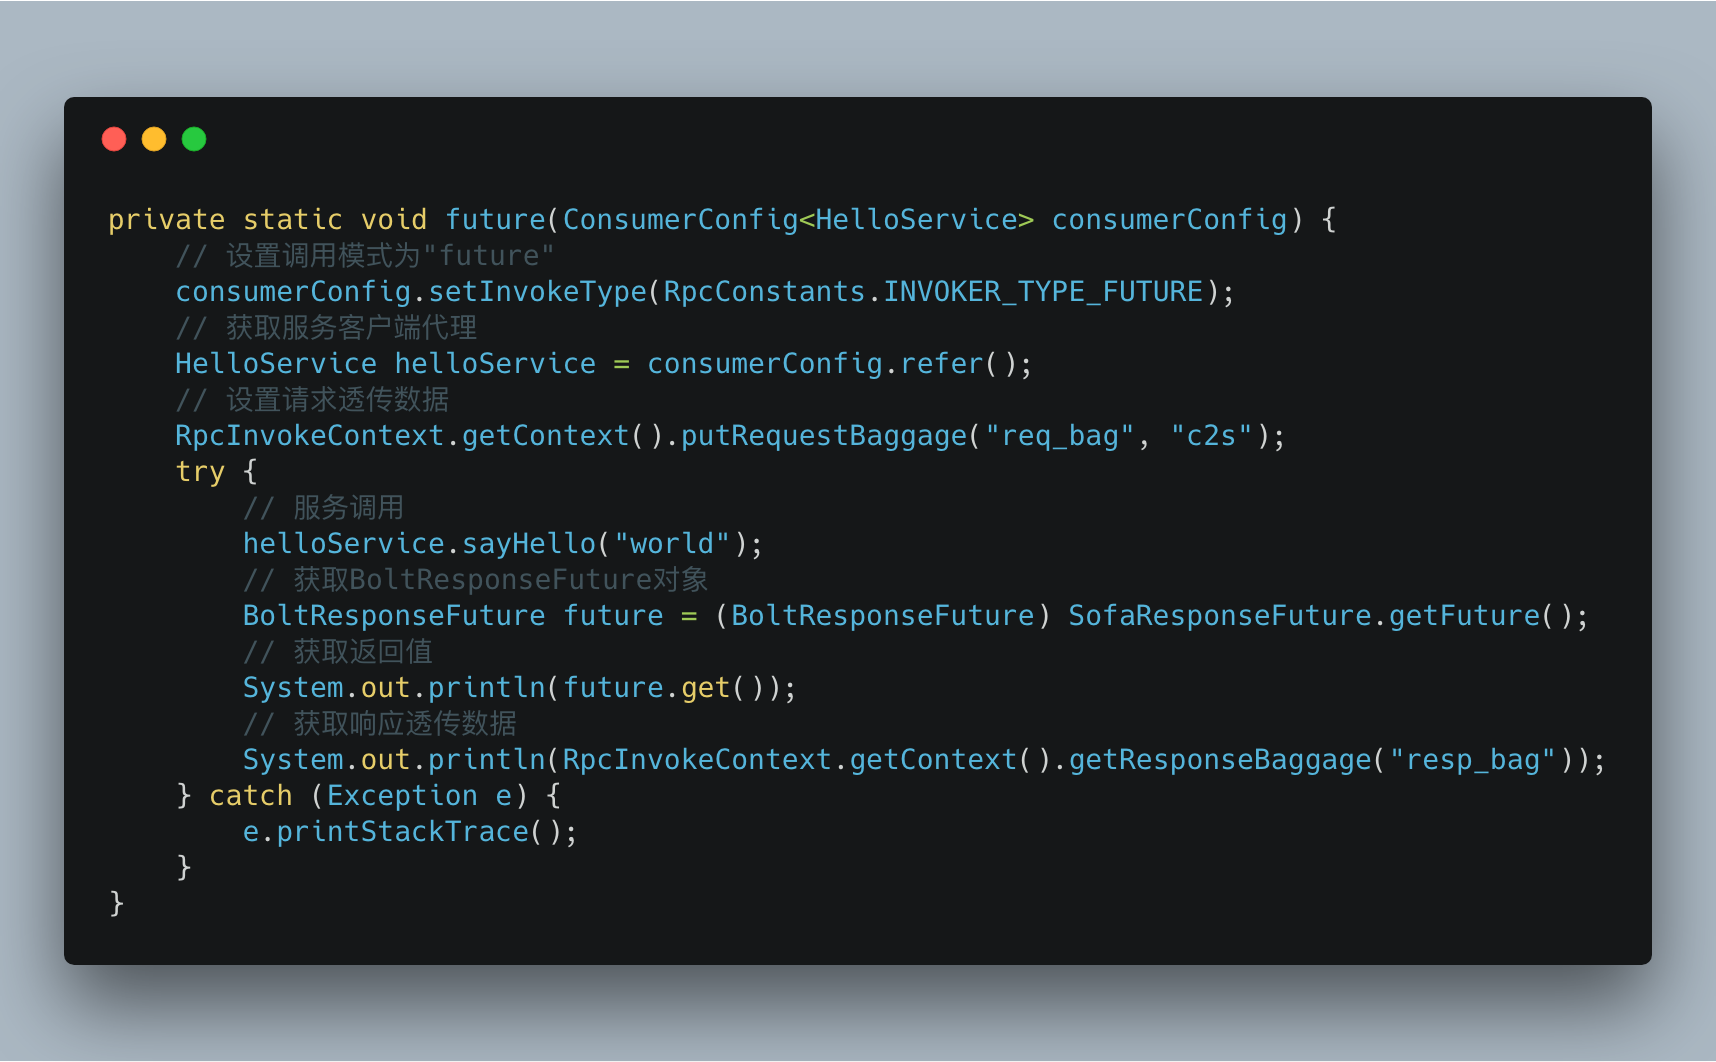 private static void future(ConsumerConfig<HelloService> consumerConfig) {
    // 设置调用模式为"future"
    consumerConfig.setInvokeType(RpcConstants.INVOKER_TYPE_FUTURE);
    // 获取服务客户端代理
    HelloService helloService = consumerConfig.refer();
    // 设置请求透传数据
    RpcInvokeContext.getContext().putRequestBaggage("req_bag", "c2s");
    try {
        // 服务调用
        helloService.sayHello("world");
        // 获取BoltResponseFuture对象
        BoltResponseFuture future = (BoltResponseFuture) SofaResponseFuture.getFuture();
        // 获取返回值
        System.out.println(future.get());
        // 获取响应透传数据
        System.out.println(RpcInvokeContext.getContext().getResponseBaggage("resp_bag"));
    } catch (Exception e) {
        e.printStackTrace();
    }
}